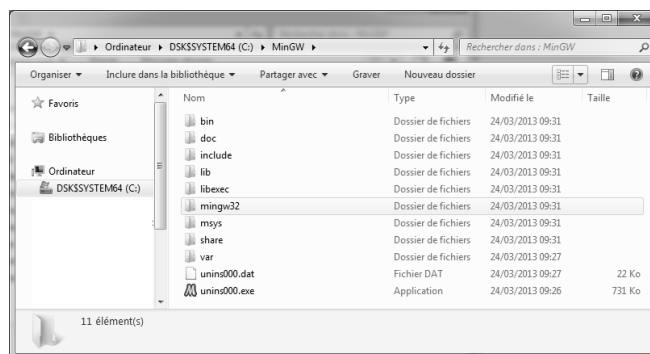 Ordinateur ▸ DSK$SYSTEM64 (C:) ▸ MinGW ▸
Rechercher dans : MinGW
Organiser Inclure dans la bibliothèque Partager avec Graver Nouveau dossier
Favoris
Bibliothèques
Ordinateur
DSK$SYSTEM64 (C:)
Nom Type Modifié le Taille
bin Dossier de fichiers 24/03/2013 09:31
doc Dossier de fichiers 24/03/2013 09:31
include Dossier de fichiers 24/03/2013 09:31
lib Dossier de fichiers 24/03/2013 09:31
libexec Dossier de fichiers 24/03/2013 09:31
mingw32 Dossier de fichiers 24/03/2013 09:31
msys Dossier de fichiers 24/03/2013 09:31
share Dossier de fichiers 24/03/2013 09:31
var Dossier de fichiers 24/03/2013 09:27
unins000.dat Fichier DAT 24/03/2013 09:27 22 Ko
unins000.exe Application 24/03/2013 09:26 731 Ko
11 élément(s)